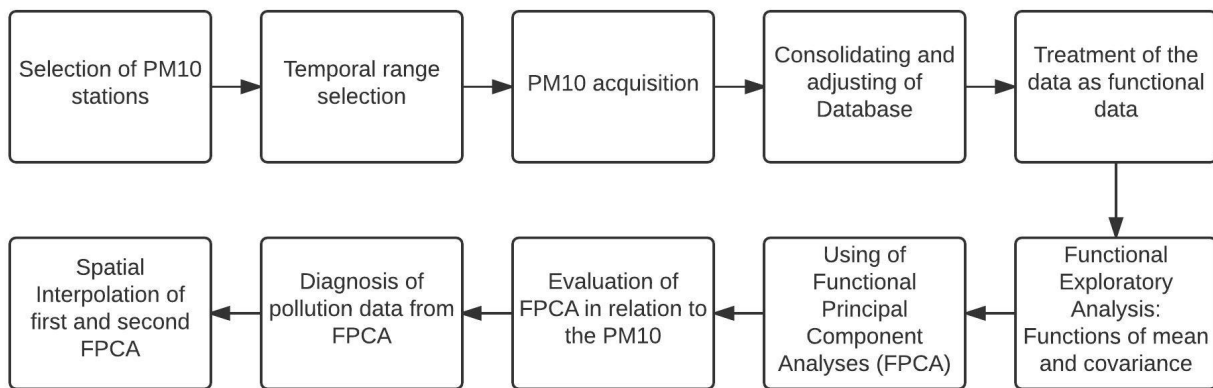 Selection of PM10
stations
Temporal range
selection
PM10 acquisition
Consolidating and
adjusting of
Database
Treatment of the
data as functional
data
Functional
Exploratory
Analysis:
Functions of mean
and covariance
Using of
Functional
Principal
Component
Analyses (FPCA)
Evaluation of
FPCA in relation to
the PM10
Diagnosis of
pollution data from
FPCA
Spatial
Interpolation of
first and second
FPCA